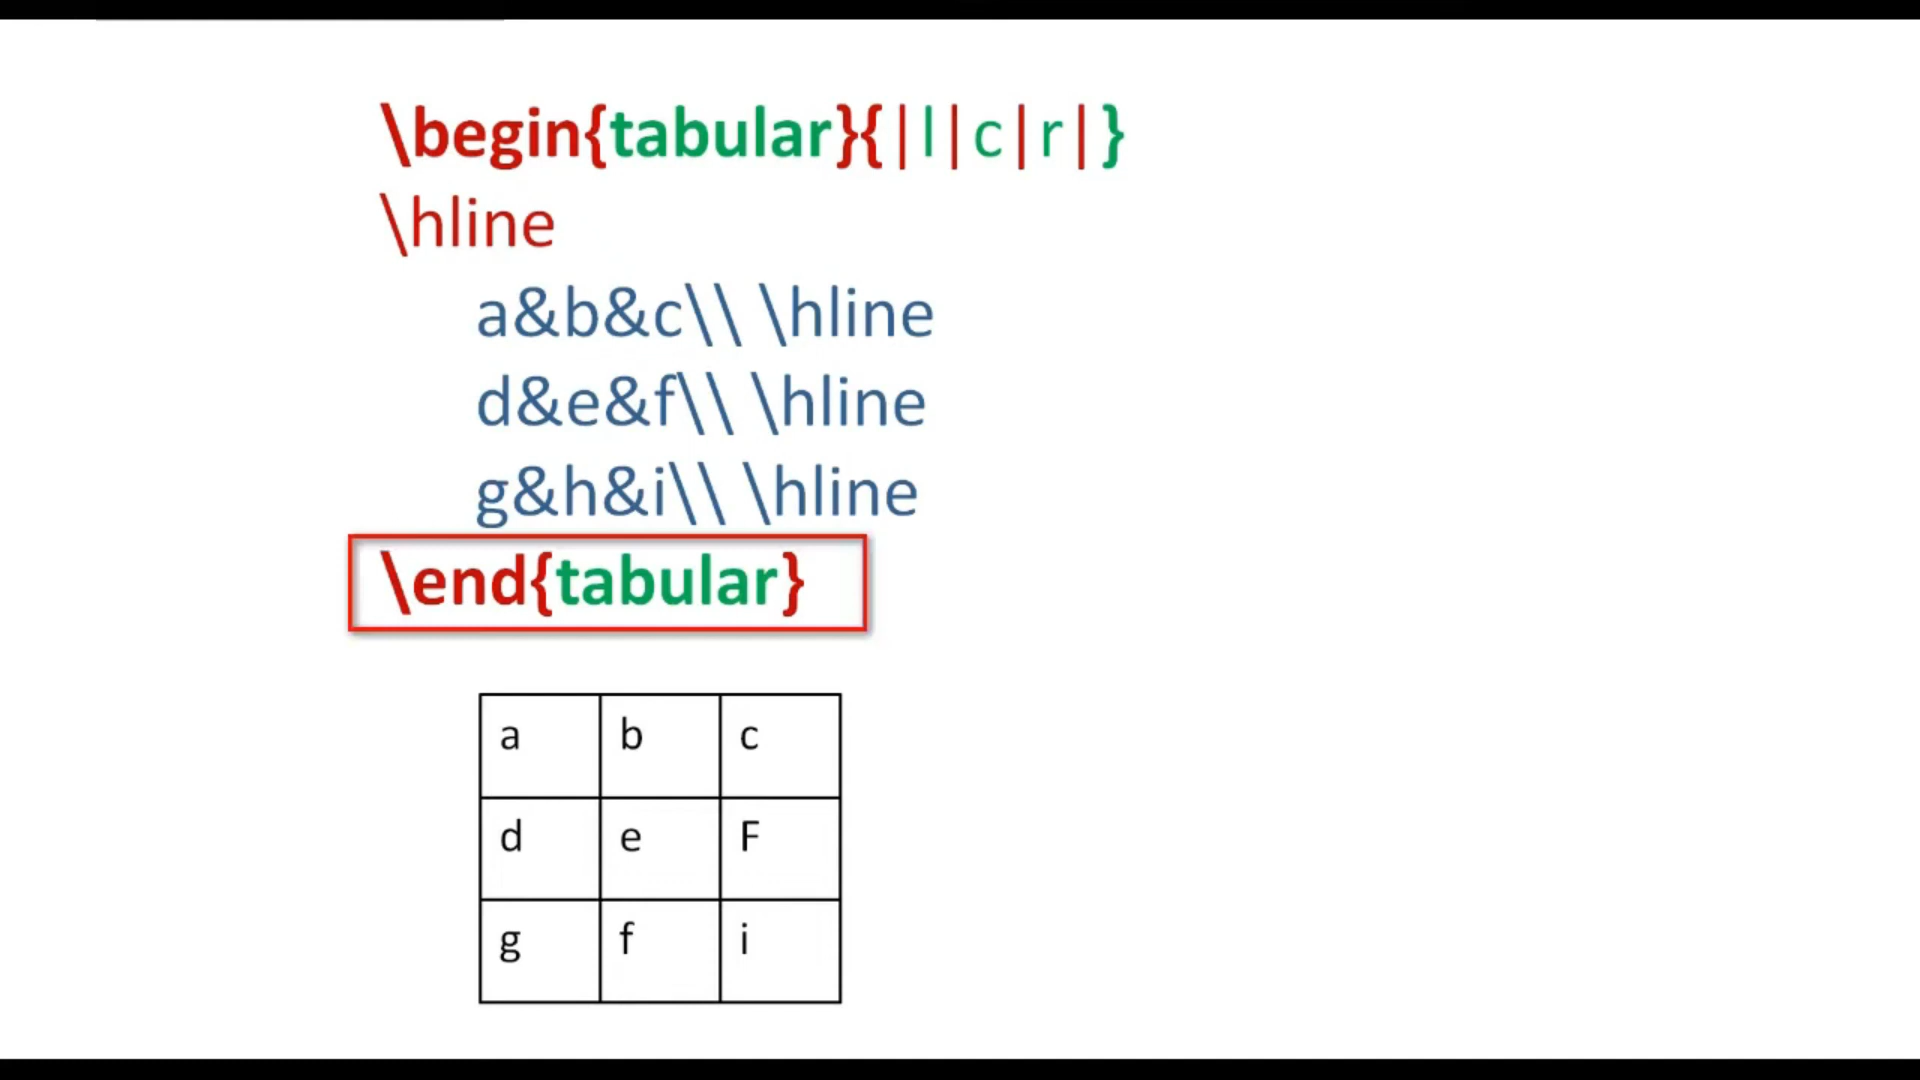 \begin{tabular}{|l|c|r|}
\hline
a&b&c\\ \hline
d&e&f\\ \hline
g&h&i\\ \hline
\end{tabular}
a b c
d e F
g f i